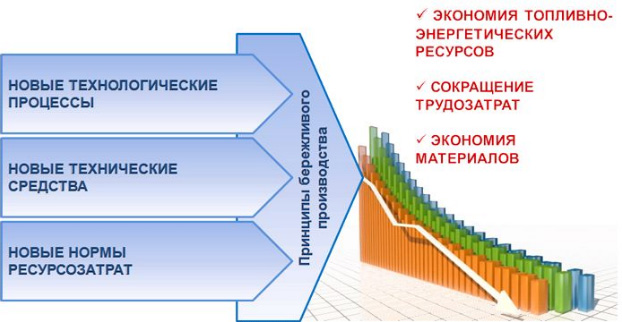 НОВЫЕ ТЕХНОЛОГИЧЕСКИЕ
ПРОЦЕССЫ
НОВЫЕ ТЕХНИЧЕСКИЕ
СРЕДСТВА
НОВЫЕ НОРМЫ
РЕСУРСОЗАТРАТ
Принципы бережливого
производства
✓ ЭКОНОМИЯ ТОПЛИВНО-
ЭНЕРГЕТИЧЕСКИХ
РЕСУРСОВ
✓ СОКРАЩЕНИЕ
ТРУДОЗАТРАТ
✓ ЭКОНОМИЯ
МАТЕРИАЛОВ